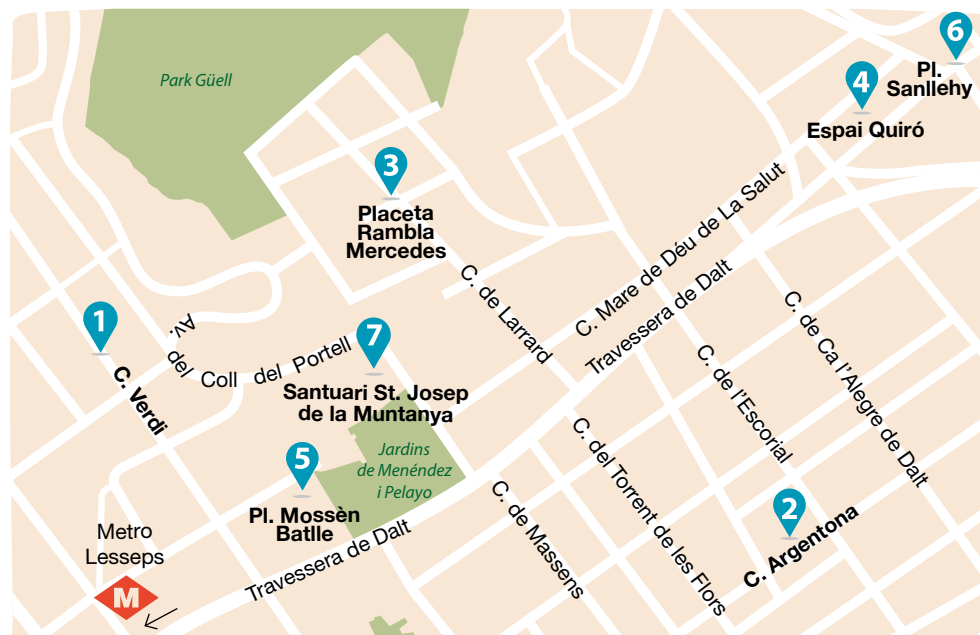 Park Güell
6
Pl.
Sanllehy
4
Espai Quiró
3
Placeta
Rambla
Mercedes
C. Mare de Déu de La Salut
Travessera de Dalt
C. de Larrard
1
C. Verdi
Av. del Coll del Portell
7
Santuari St. Josep
de la Muntanya
C. de Ca l'Alegre de Dalt
C. de l'Escorial
Jardins
de Menéndez
i Pelayo
5
Pl. Mossèn
Batlle
C. del Torrent de les Flors
C. de Massens
2
C. Argentona
Metro
Lesseps
M
Travessera de Dalt